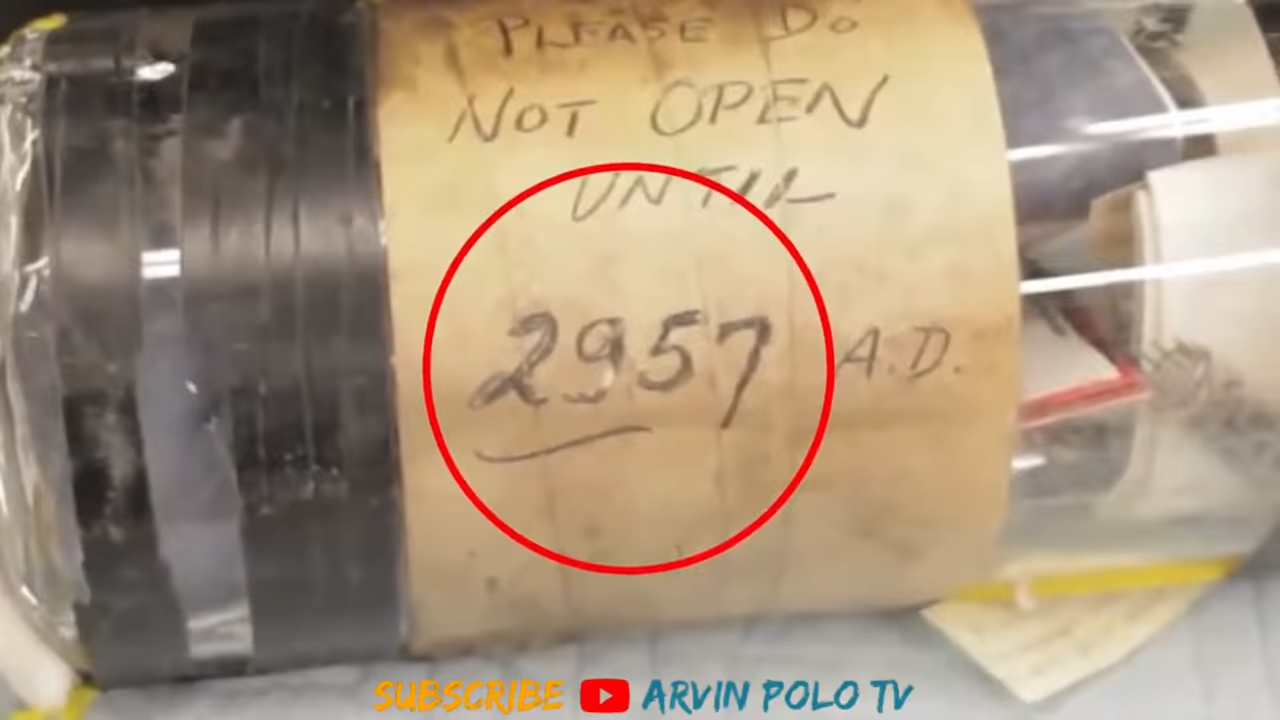 PLEASE DO
NOT OPEN
UNTIL
2957 A.D.
SUBSCRIBE ARVIN POLO TV